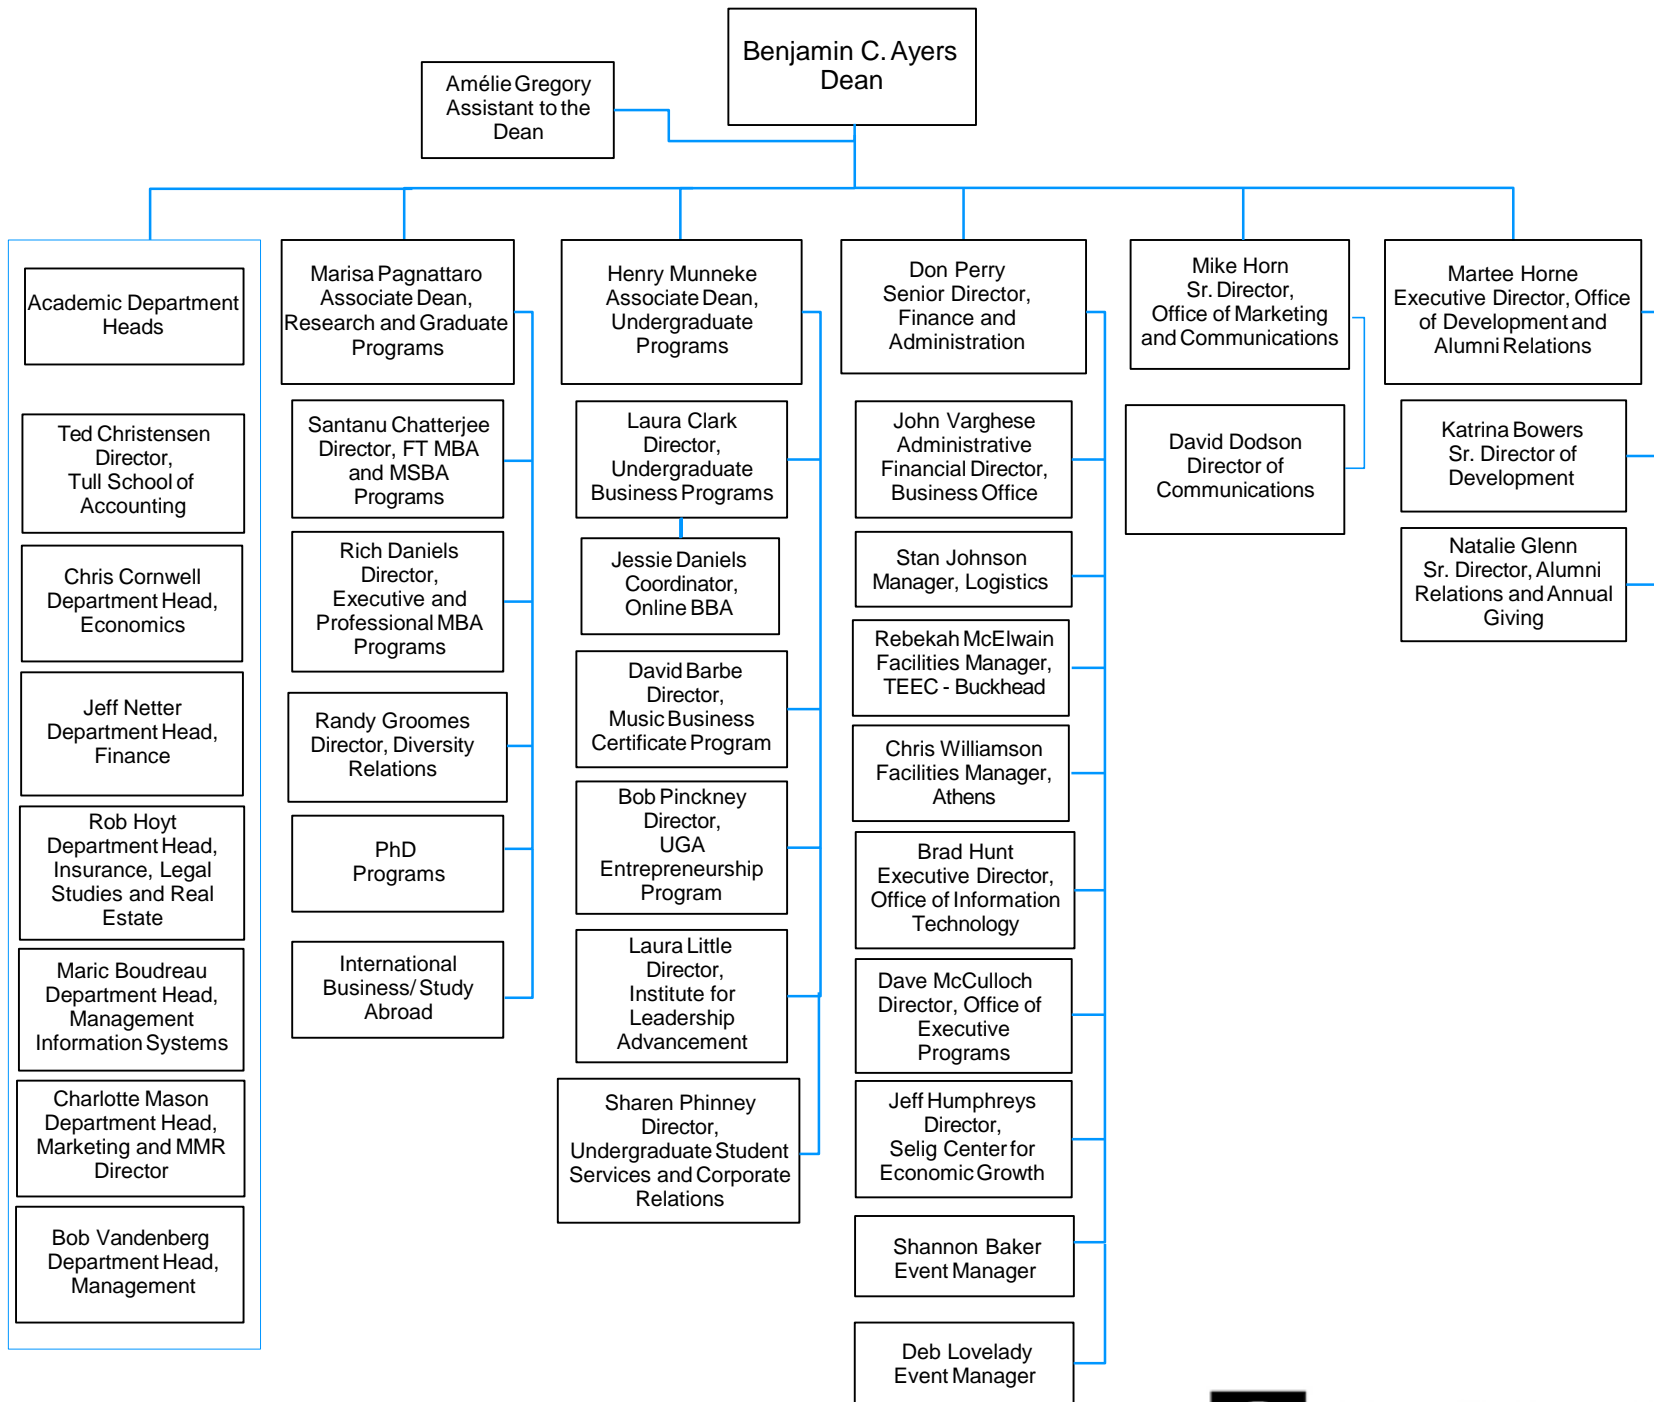 Benjamin C. Ayers
Dean
Amélie Gregory
Assistant to the
Dean
Academic Department
Heads
Ted Christensen
Director,
Tull School of
Accounting
Chris Cornwell
Department Head,
Economics
Jeff Netter
Department Head,
Finance
Rob Hoyt
Department Head,
Insurance, Legal
Studies and Real
Estate
Maric Boudreau
Department Head,
Management
Information Systems
Charlotte Mason
Department Head,
Marketing and MMR
Director
Bob Vandenberg
Department Head,
Management
Marisa Pagnattaro
Associate Dean,
Research and Graduate
Programs
Santanu Chatterjee
Director, FT MBA
and MSBA
Programs
Rich Daniels
Director,
Executive and
Professional MBA
Programs
Randy Groomes
Director, Diversity
Relations
PhD
Programs
International
Business/ Study
Abroad
Henry Munneke
Associate Dean,
Undergraduate
Programs
Laura Clark
Director,
Undergraduate
Business Programs
Jessie Daniels
Coordinator,
Online BBA
David Barbe
Director,
Music Business
Certificate Program
Bob Pinckney
Director,
UGA
Entrepreneurship
Program
Laura Little
Director,
Institute for
Leadership
Advancement
Sharen Phinney
Director,
Undergraduate Student
Services and Corporate
Relations
Don Perry
Senior Director,
Finance and
Administration
John Varghese
Administrative
Financial Director,
Business Office
Stan Johnson
Manager, Logistics
Rebekah McElwain
Facilities Manager,
TEEC - Buckhead
Chris Williamson
Facilities Manager,
Athens
Brad Hunt
Executive Director,
Office of Information
Technology
Dave McCulloch
Director, Office of
Executive
Programs
Jeff Humphreys
Director,
Selig Center for
Economic Growth
Shannon Baker
Event Manager
Deb Lovelady
Event Manager
Mike Horn
Sr. Director,
Office of Marketing
and Communications
David Dodson
Director of
Communications
Martee Horne
Executive Director, Office
of Development and
Alumni Relations
Katrina Bowers
Sr. Director of
Development
Natalie Glenn
Sr. Director, Alumni
Relations and Annual
Giving